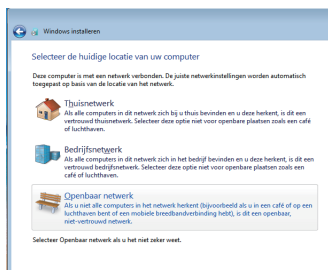 Windows installeren
Selecteer de huidige locatie van uw computer
Deze computer is met een netwerk verbonden. De juiste netwerkinstellingen worden automatisch
toegepast op basis van de locatie van het netwerk.
Thuisnetwerk
Als alle computers in dit netwerk zich bij u thuis bevinden en u deze herkent, is dit een
vertrouwd thuisnetwerk. Selecteer deze optie niet voor openbare plaatsen zoals een café
of luchthaven.
Bedrijfsnetwerk
Als alle computers in dit netwerk zich in het bedrijf bevinden en u deze herkent, is dit een
vertrouwd bedrijfsnetwerk. Selecteer deze optie niet voor openbare plaatsen zoals een
café of luchthaven.
Openbaar netwerk
Als u niet alle computers in het netwerk herkent (bijvoorbeeld als u in een café of op een
luchthaven bent of een mobiele breedbandverbinding hebt), is dit een openbaar,
niet-vertrouwd netwerk.
Selecteer Openbaar netwerk als u het niet zeker weet.